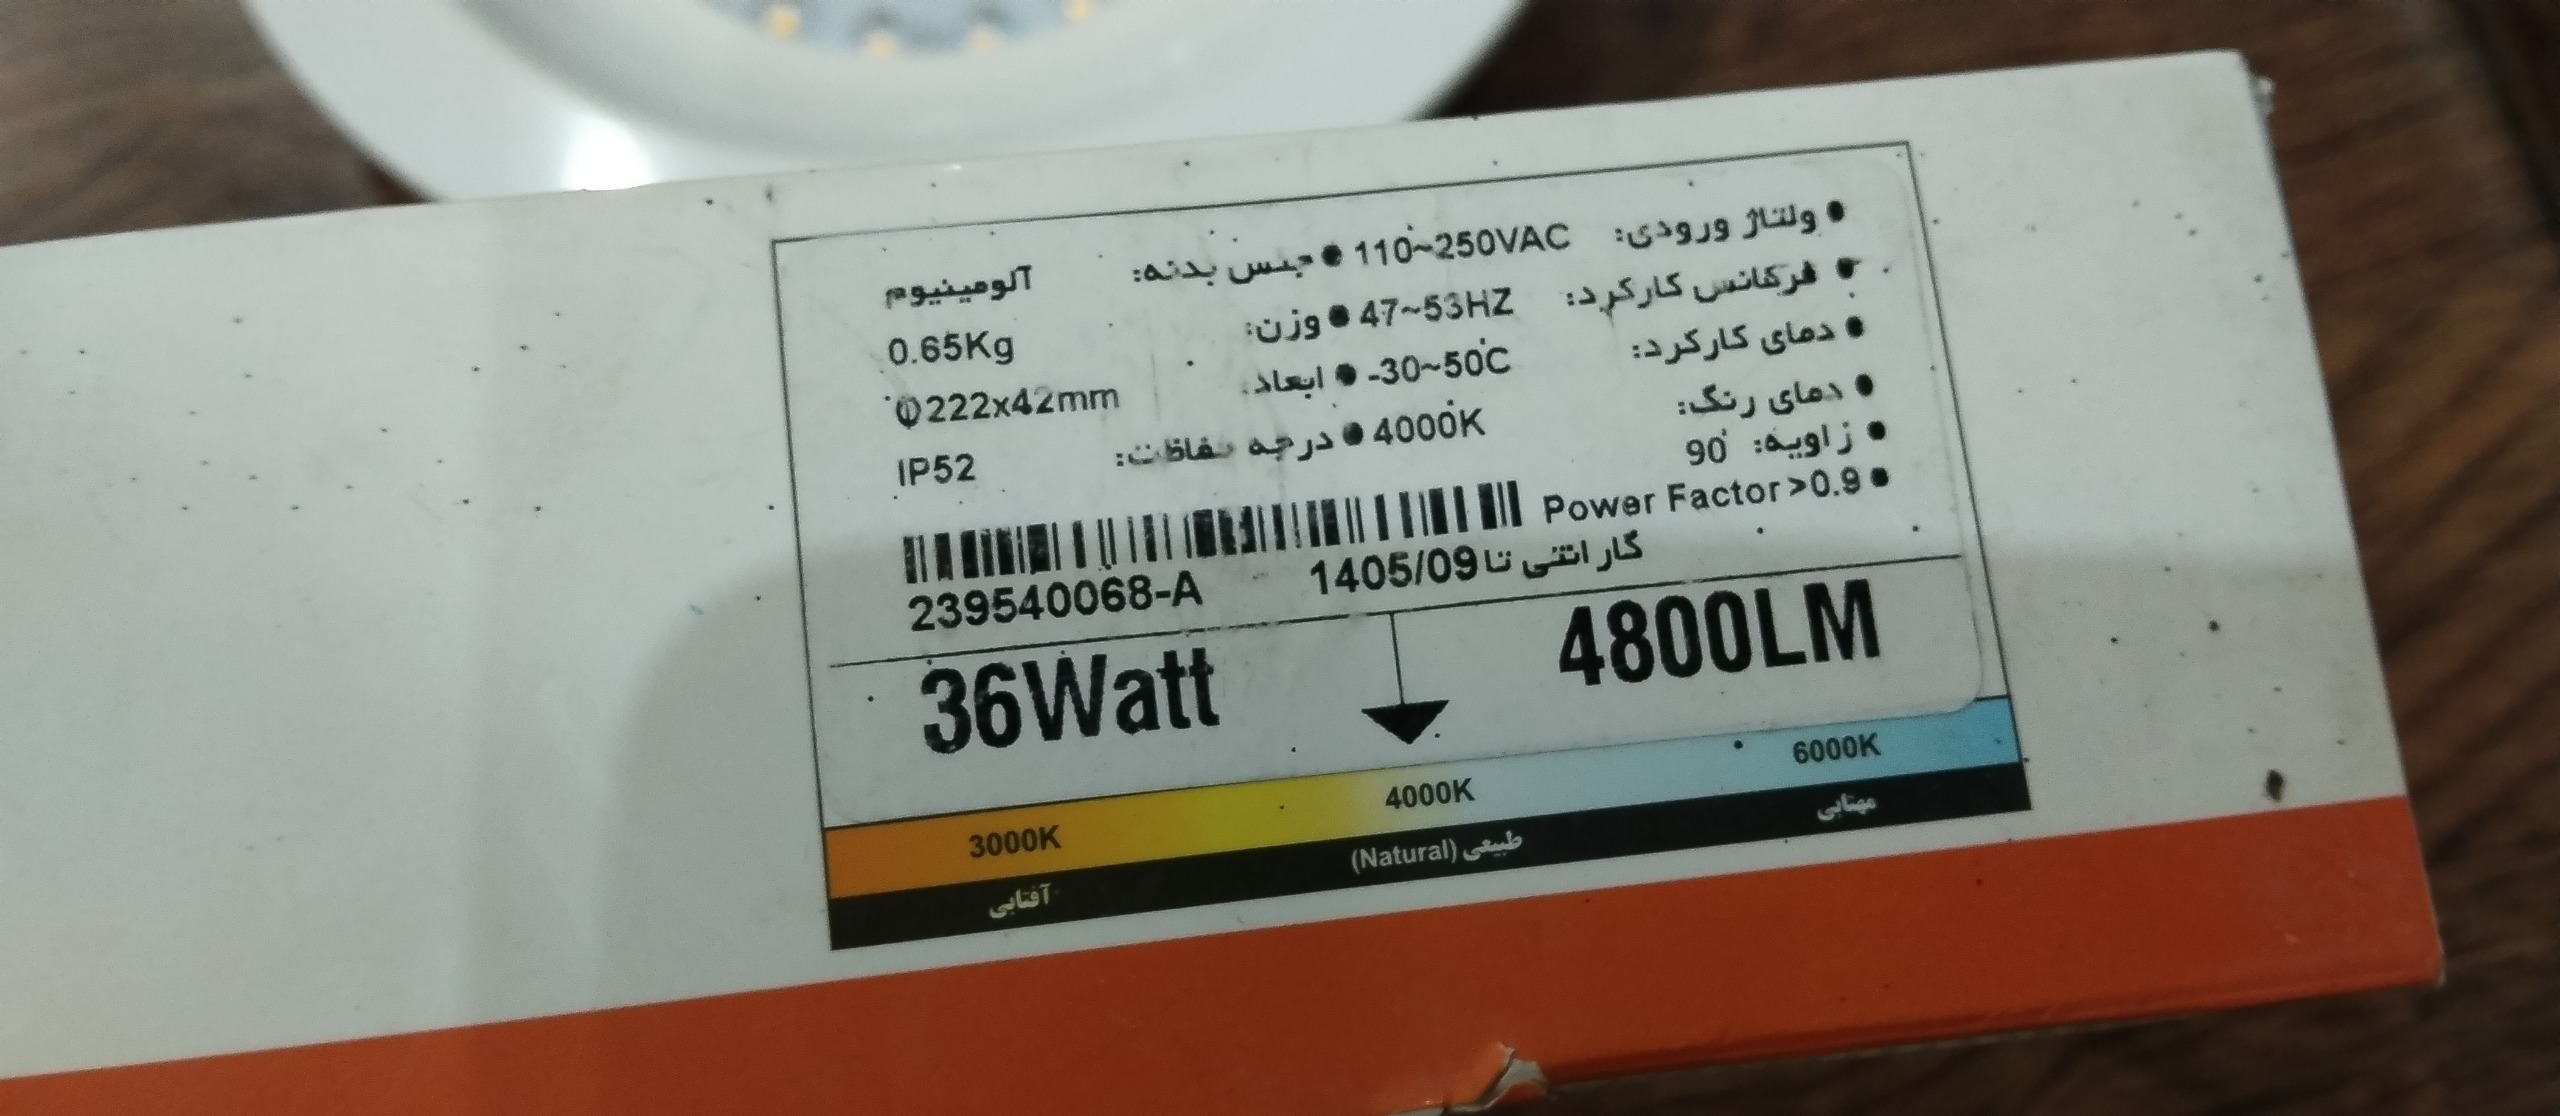 ولتاژ ورودی: 110~250VAC ● جنس بدنه: آلومینیوم
● فرکانس کارکرد: 47~53HZ ● وزن: 0.65Kg
● دمای کارکرد: -30~50°C ● ابعاد: Φ222x42mm
● دمای رنگ: 4000K ● درجه حفاظت: IP52
● زاویه: 90°
● Power Factor>0.9
گارانتی تا 1405/09
239540068-A
36Watt 4800LM
3000K 4000K 6000K
آفتابی طبیعی (Natural) مهتابی